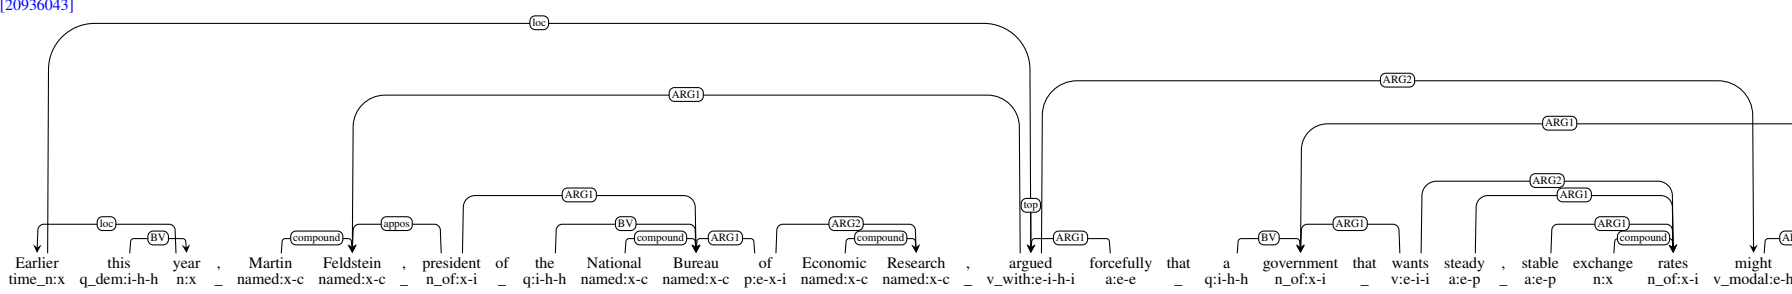 [20936043]
loc
ARG2
ARG1
ARG1
ARG2
ARG1 ARG1
top
loc appos BV ARG2 ARG1 ARG1
BV compound compound ARG1 compound ARG1 BV compound
Earlier this year , Martin Feldstein , president of the National Bureau of Economic Research , argued forcefully that a government that wants steady , stable exchange rates might
time_n:x q_dem:i-h-h n:x _ named:x-c named:x-c _ n_of:x-i _ q:i-h-h named:x-c named:x-c p:e-x-i named:x-c named:x-c _ v_with:e-i-h-i a:e-e _ q:i-h-h n_of:x-i _ v:e-i-i a:e-p _ a:e-p n:x n_of:x-i v_modal:e-h